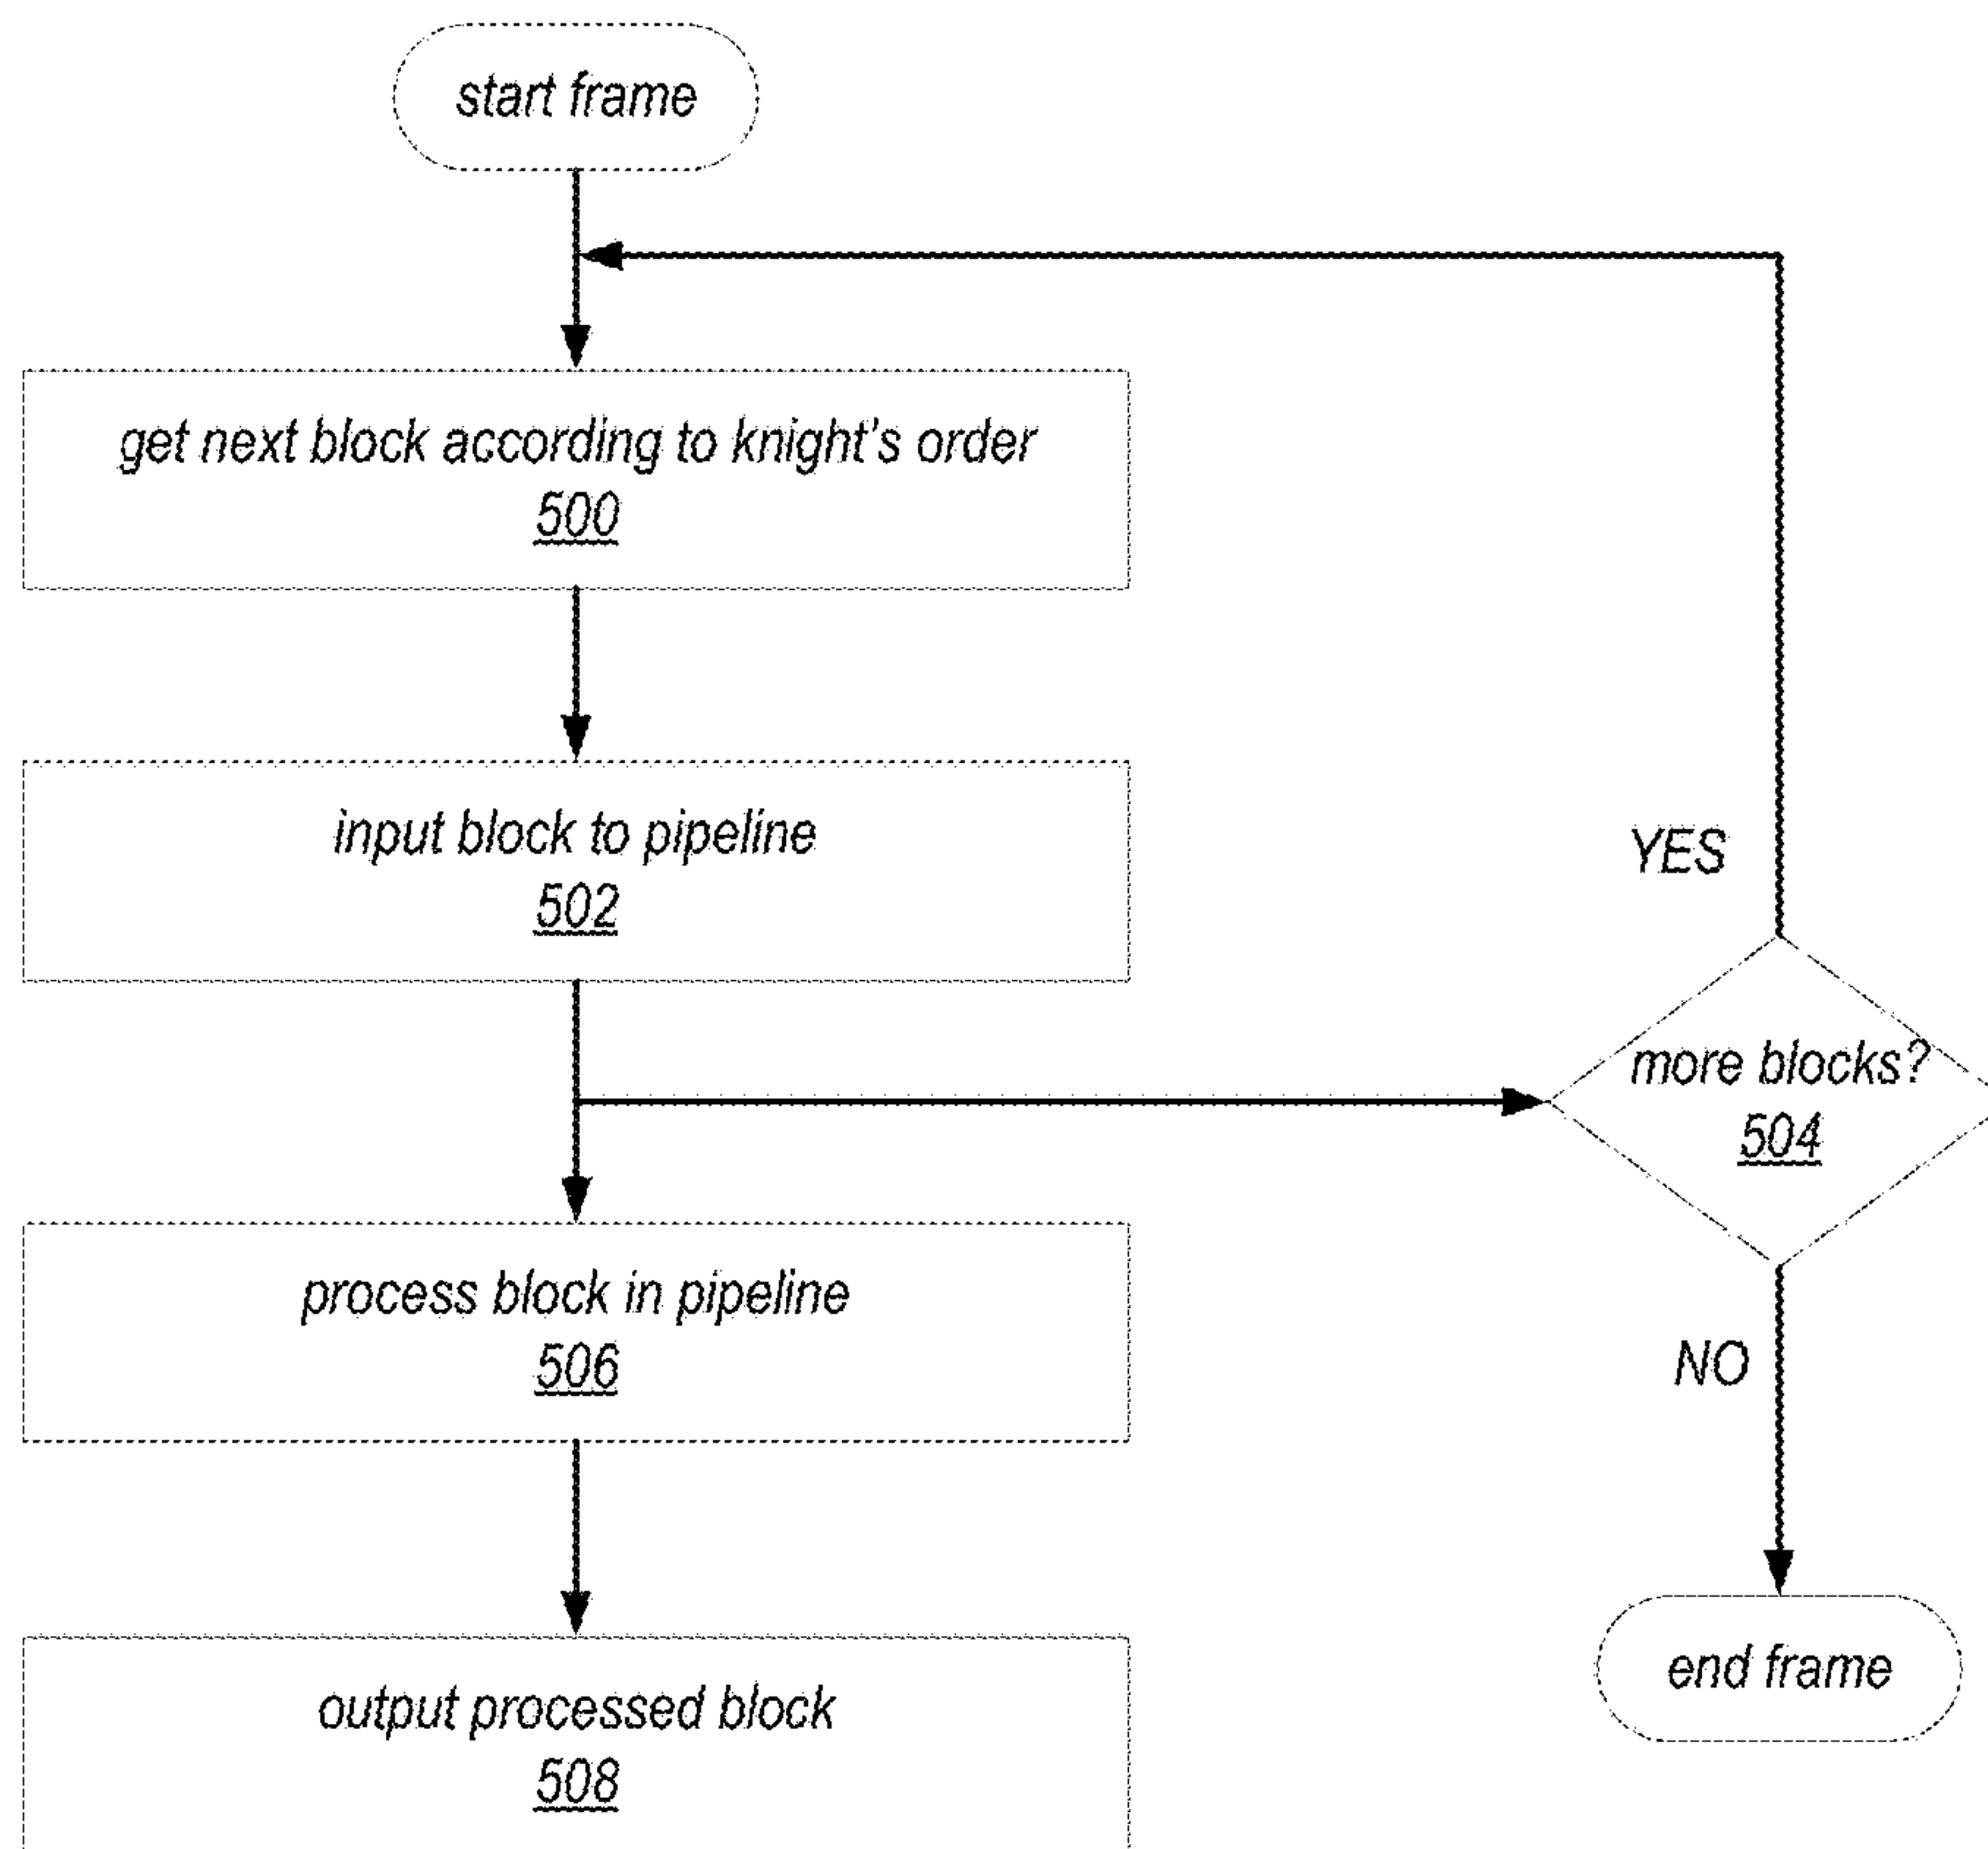 start frame
get next block according to knight's order
500
input block to pipeline
502
YES
more blocks?
504
process block in pipeline
506
NO
output processed block
508
end frame